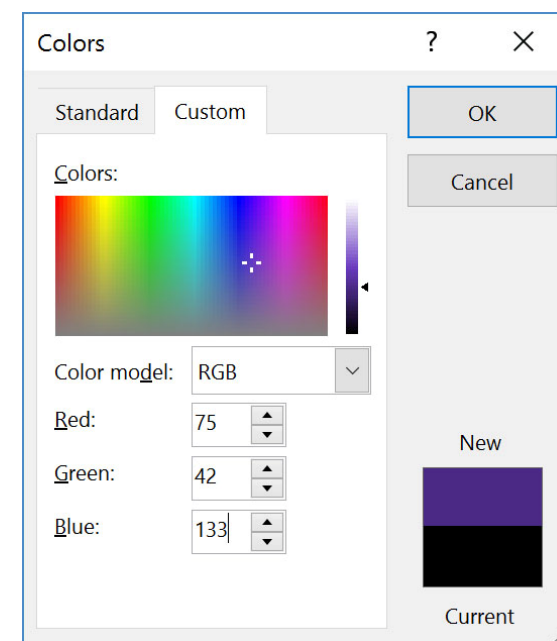 Colors ? ✕
Standard Custom
OK
Cancel
Colors:
Color model: RGB
Red: 75
Green: 42
Blue: 133
New
Current